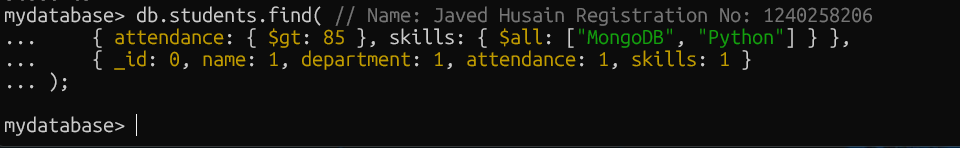 mydatabase> db.students.find( // Name: Javed Husain Registration No: 1240258206
...     { attendance: { $gt: 85 }, skills: { $all: ["MongoDB", "Python"] } },
...     { _id: 0, name: 1, department: 1, attendance: 1, skills: 1 }
... );
mydatabase>